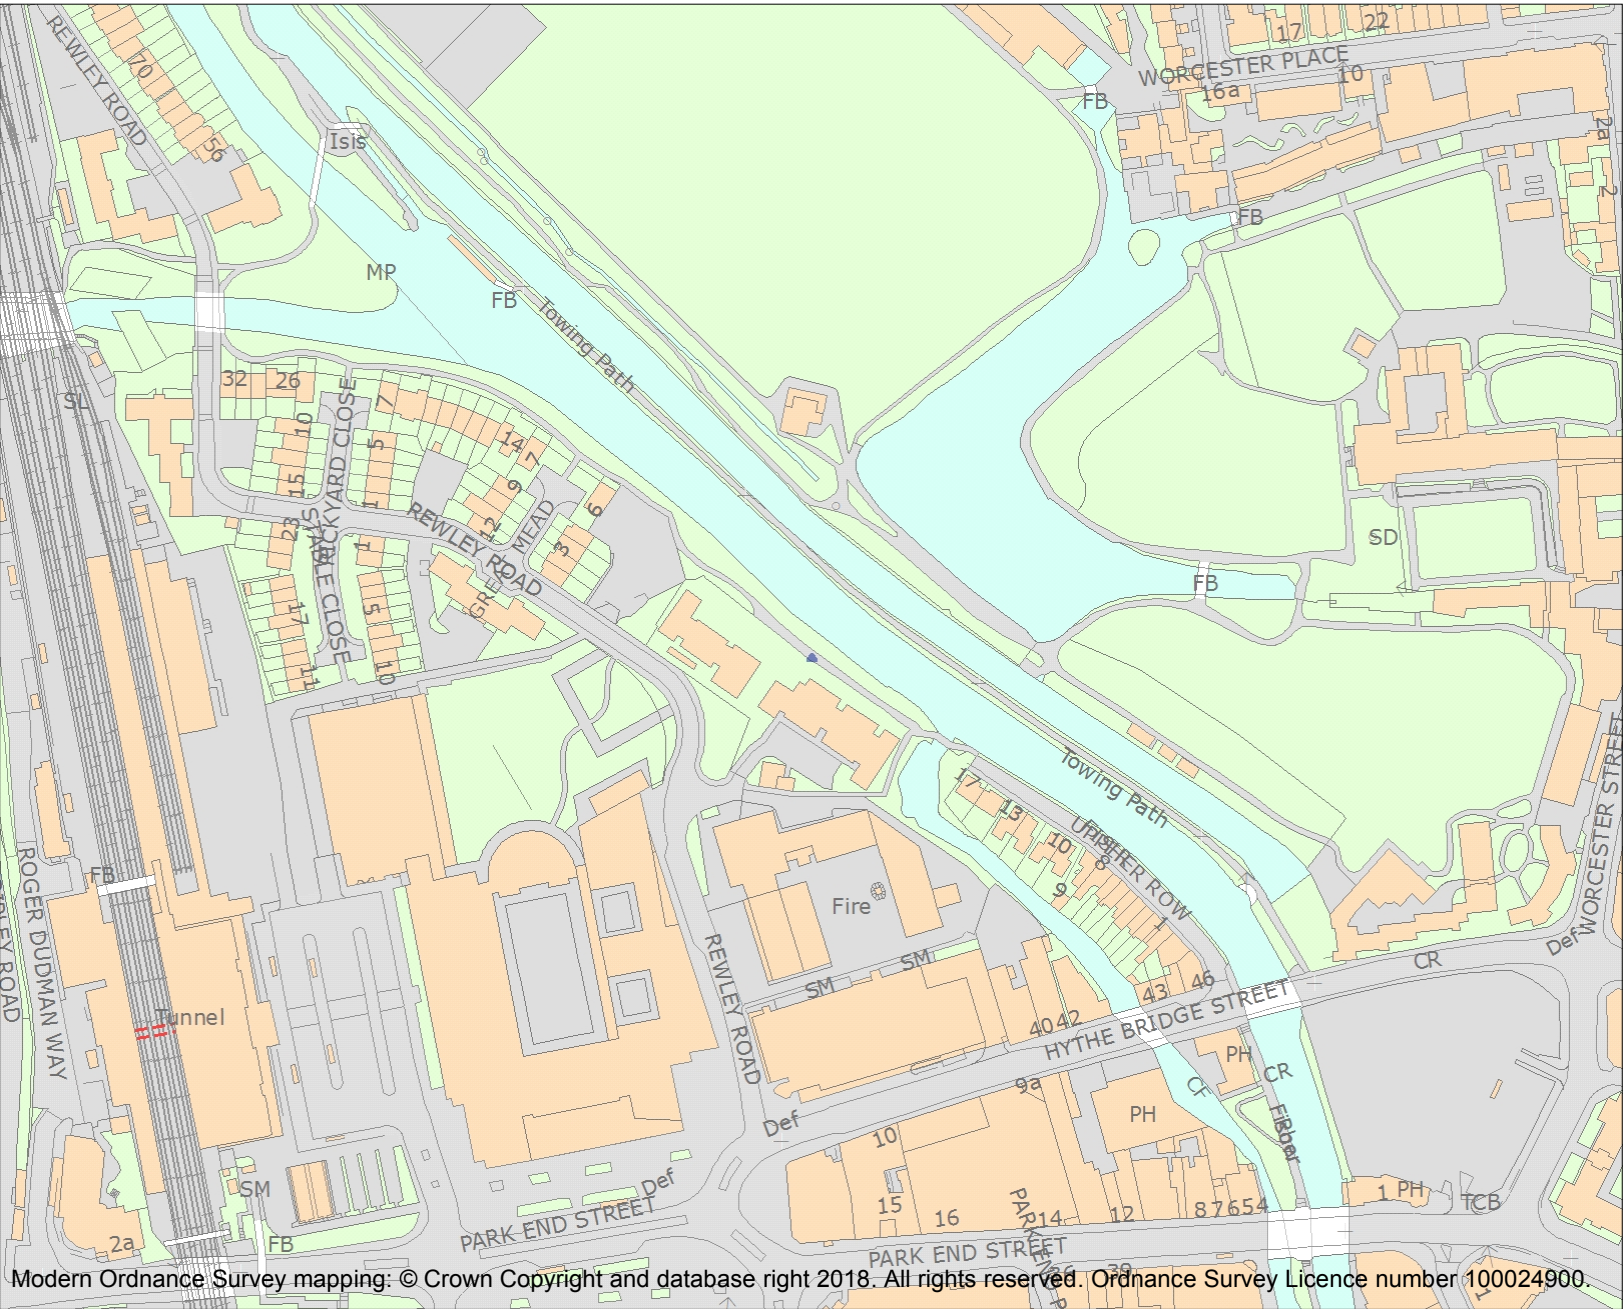 REWLEY ROAD
70
56
Isis
MP
FB
Towing Path
FB
WORCESTER PLACE
17
22
16a
10
2a
2
FB
SL
32
26
10
15
RICKYARD CLOSE
7
5
1
14
7
9
12
6
3
MEAD
REWLEY ROAD
23
STABLE CLOSE
17
11
1
5
10
SD
FB
Towing Path
17
13
10
9
8
UPPER
FISHER ROW
1
WORCESTER STREET
Def
CR
Fire
SM
SM
REWLEY ROAD
FB
ROGER DUDMAN WAY
Tunnel
SM
FB
2a
40
42
43
46
HYTHE BRIDGE STREET
9a
PH
PH
CF
CR
Def
10
15
16
14
12
8
7
6
5
4
1
PH
TCB
Def
PARK END STREET
PARK END STREET
39
1
Modern Ordnance Survey mapping: © Crown Copyright and database right 2018. All rights reserved. Ordnance Survey Licence number 100024900.